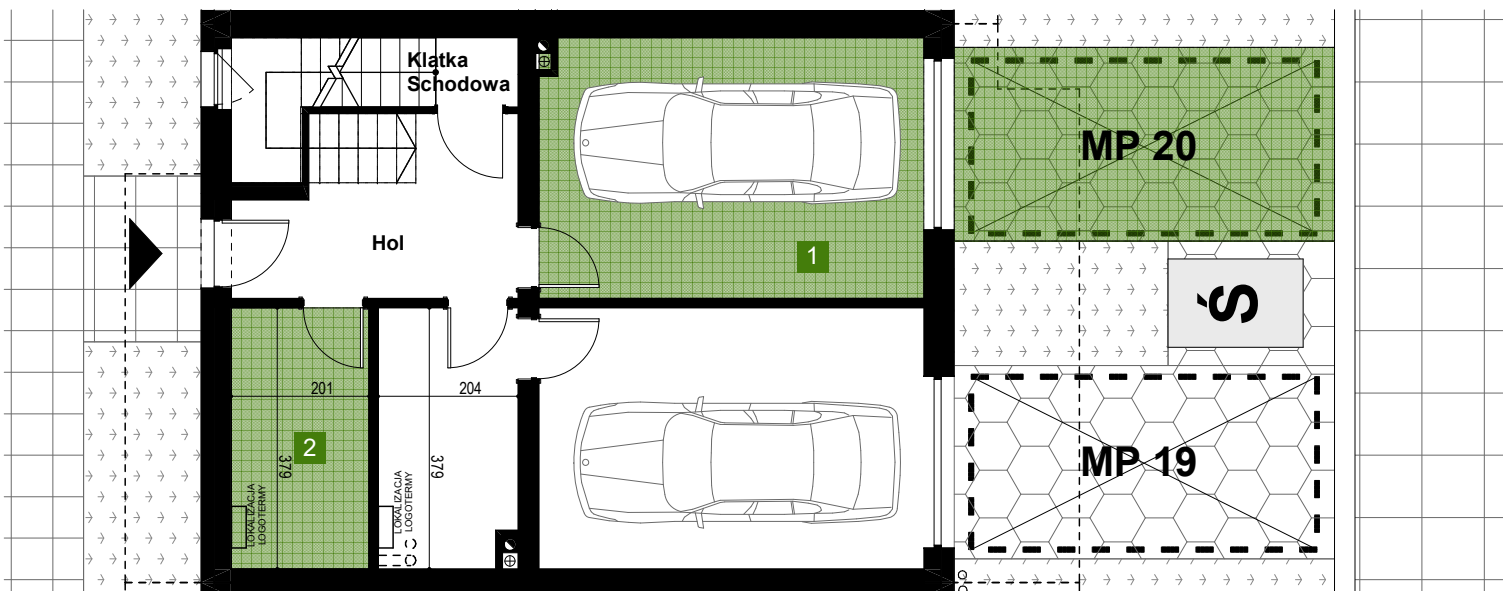 Klatka
Schodowa
MP 20
Hol
1
Ś
201
204
2
379
379
MP 19
LOKALIZACJA
LOGOTERMY
LOKALIZACJA
LOGOTERMY